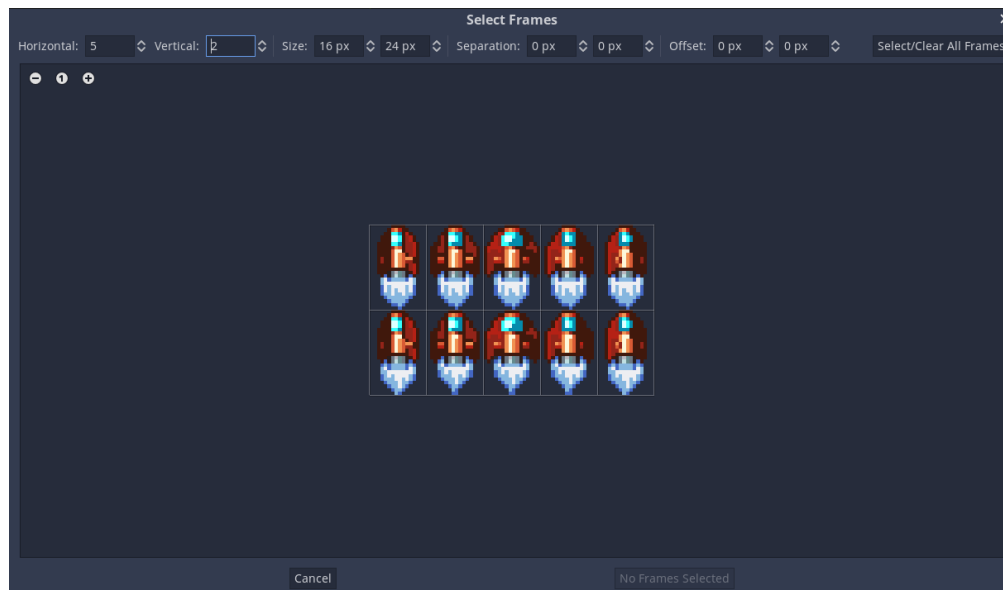 Select Frames
Horizontal: 5 Vertical: 2 Size: 16 px 24 px Separation: 0 px 0 px Offset: 0 px 0 px Select/Clear All Frames
1
Cancel No Frames Selected